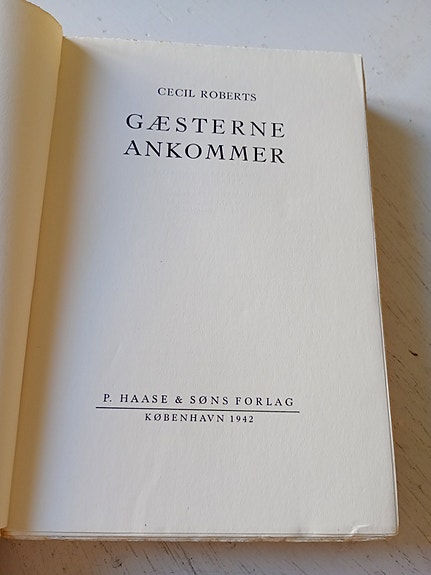 CECIL ROBERTS
GÆSTERNE
ANKOMMER
P. HAASE & SØNS FORLAG
KØBENHAVN 1942